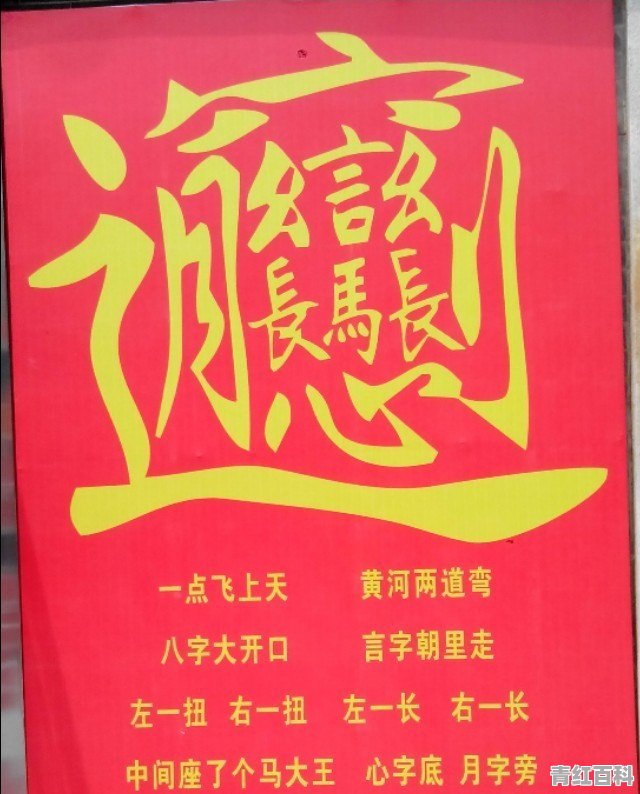 𰻞
一点飞上天 黄河两道弯
八字大开口 言字朝里走
左一扭 右一扭 左一长 右一长
中间座了个马大王 心字底 月字旁
青红百科